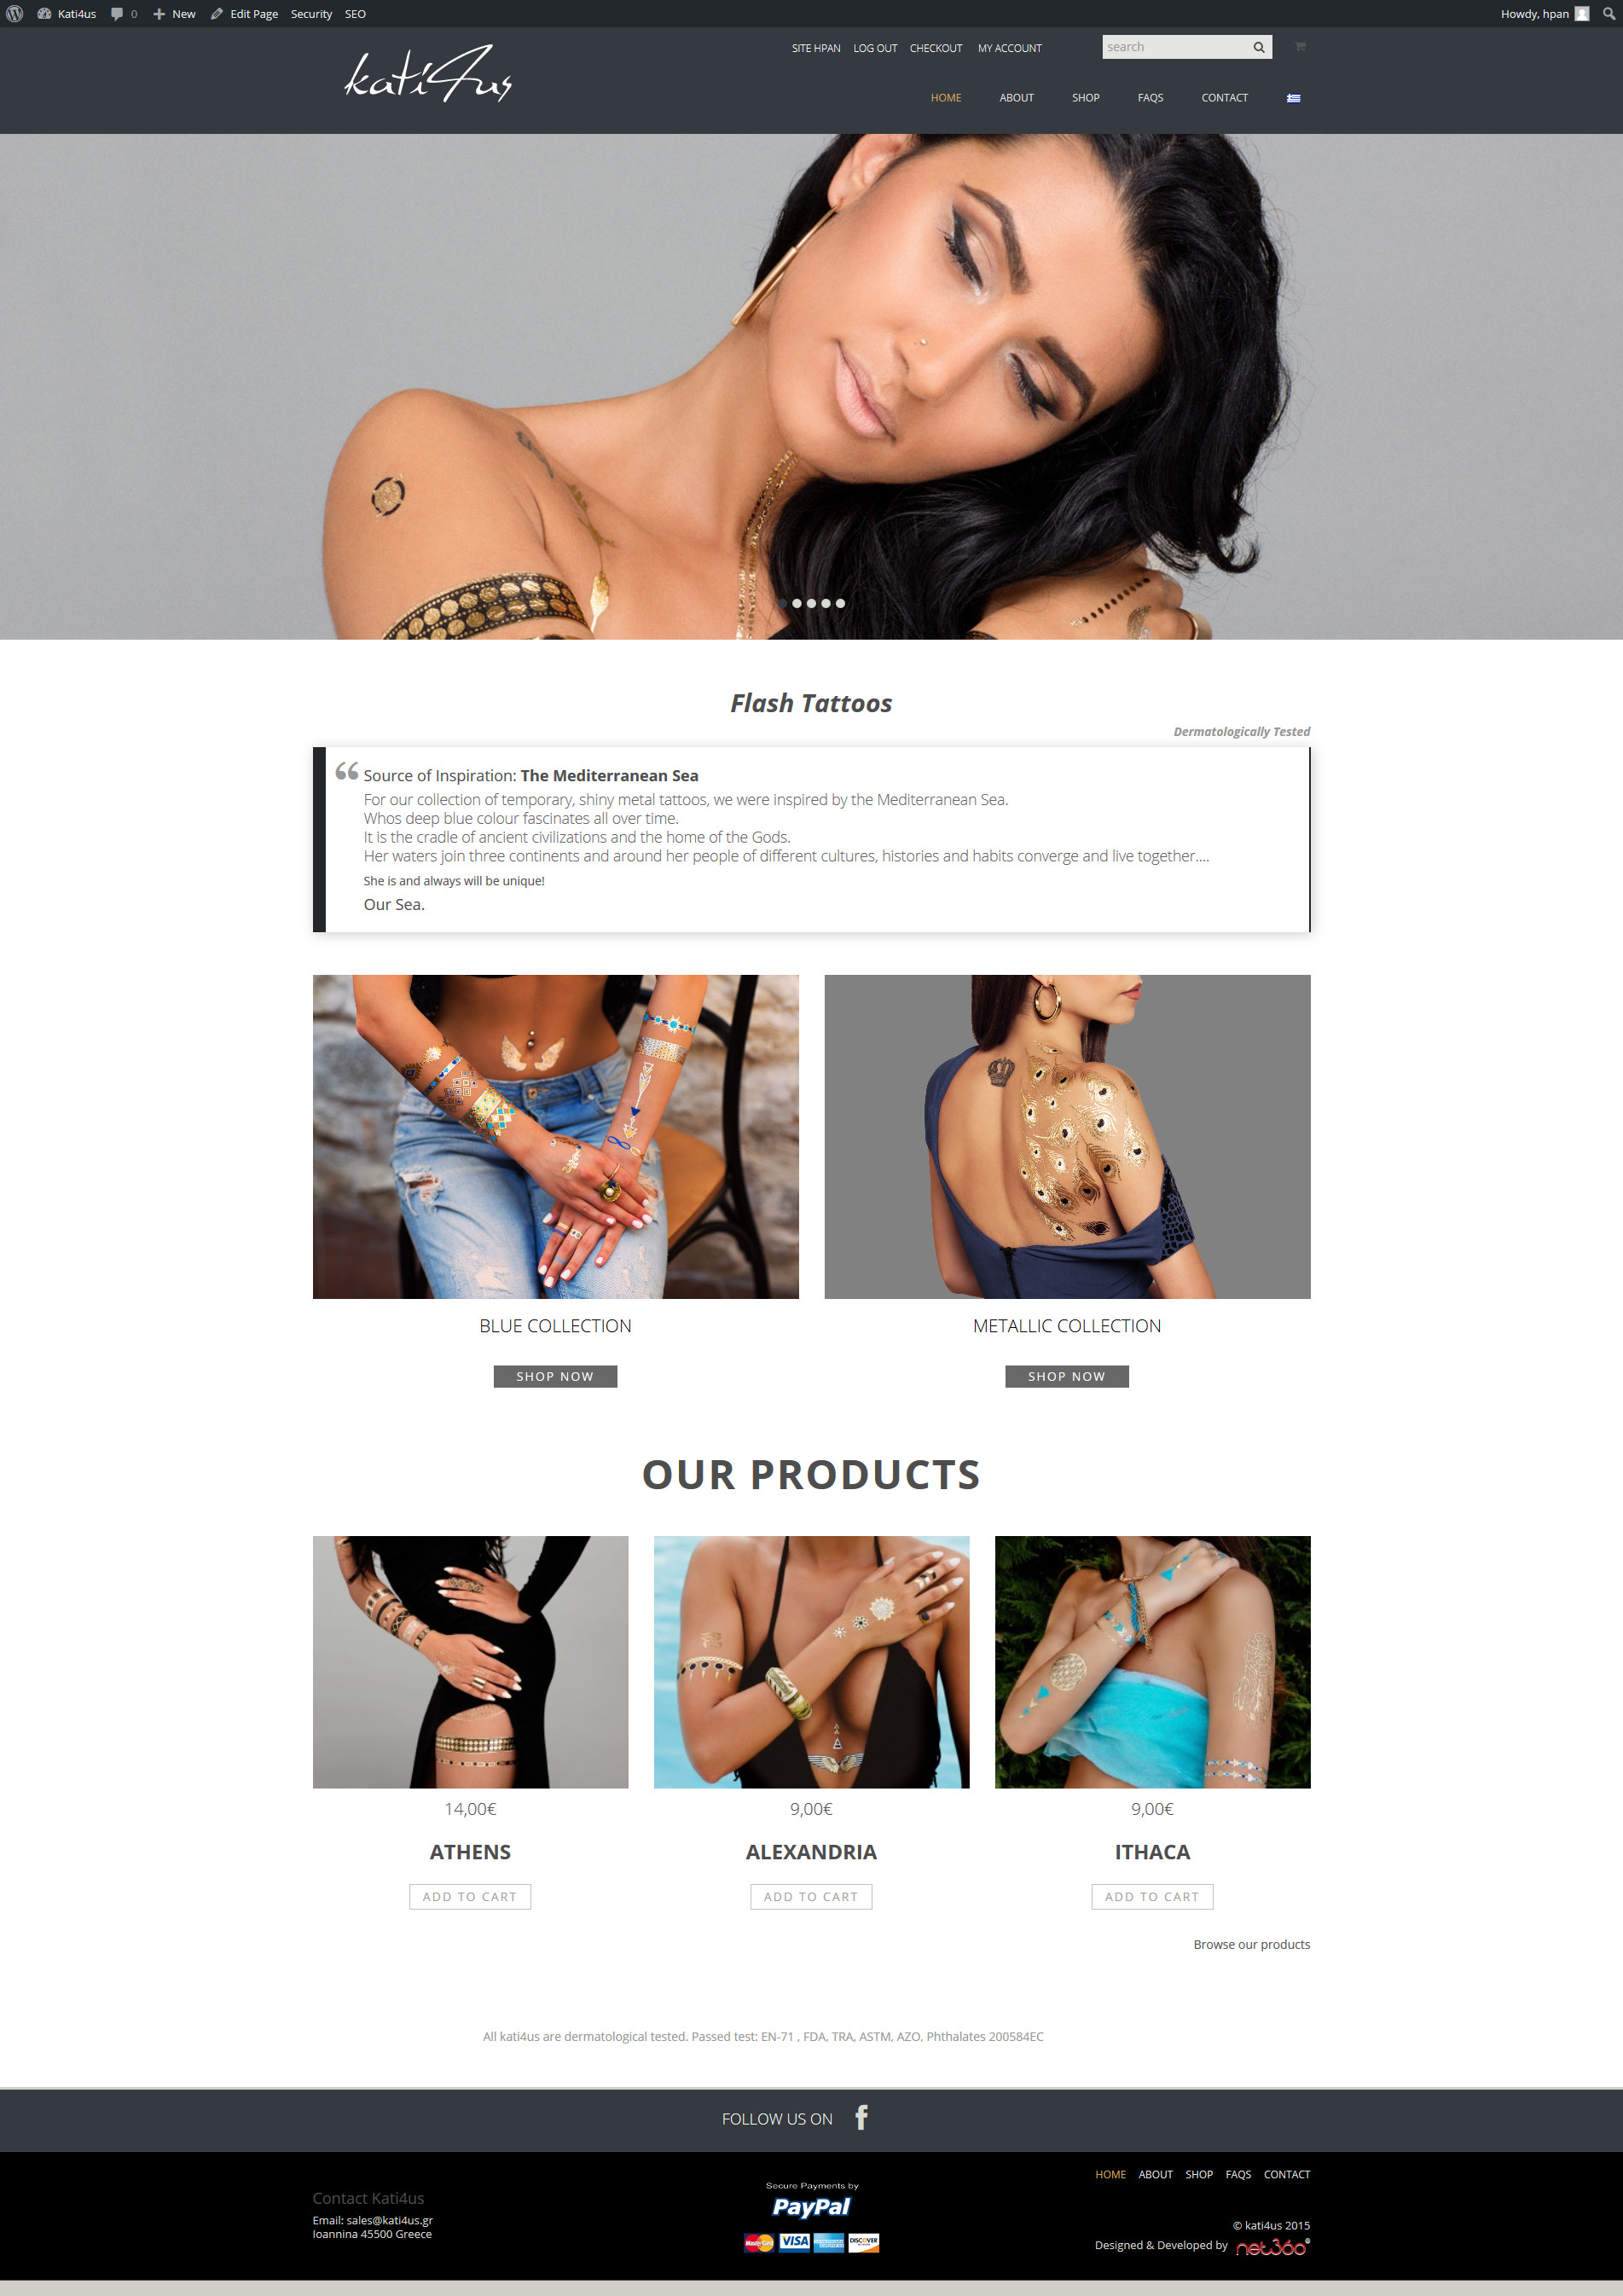 Kati4us 0 New Edit Page Security SEO Howdy, hpan
kati4us
SITE HPAN LOG OUT CHECKOUT MY ACCOUNT search
HOME ABOUT SHOP FAQS CONTACT
Flash Tattoos
Dermatologically Tested
“ Source of Inspiration: The Mediterranean Sea
For our collection of temporary, shiny metal tattoos, we were inspired by the Mediterranean Sea.
Whos deep blue colour fascinates all over time.
It is the cradle of ancient civilizations and the home of the Gods.
Her waters join three continents and around her people of different cultures, histories and habits converge and live together....
She is and always will be unique!
Our Sea.
BLUE COLLECTION
SHOP NOW
METALLIC COLLECTION
SHOP NOW
OUR PRODUCTS
14,00€
ATHENS
ADD TO CART
9,00€
ALEXANDRIA
ADD TO CART
9,00€
ITHACA
ADD TO CART
Browse our products
All kati4us are dermatological tested. Passed test: EN-71 , FDA, TRA, ASTM, AZO, Phthalates 200584EC
FOLLOW US ON f
Contact Kati4us
Email: sales@kati4us.gr
Ioannina 45500 Greece
Secure Payments by
PayPal
MasterCard VISA DISCOVER
HOME ABOUT SHOP FAQS CONTACT
© kati4us 2015
Designed & Developed by net360